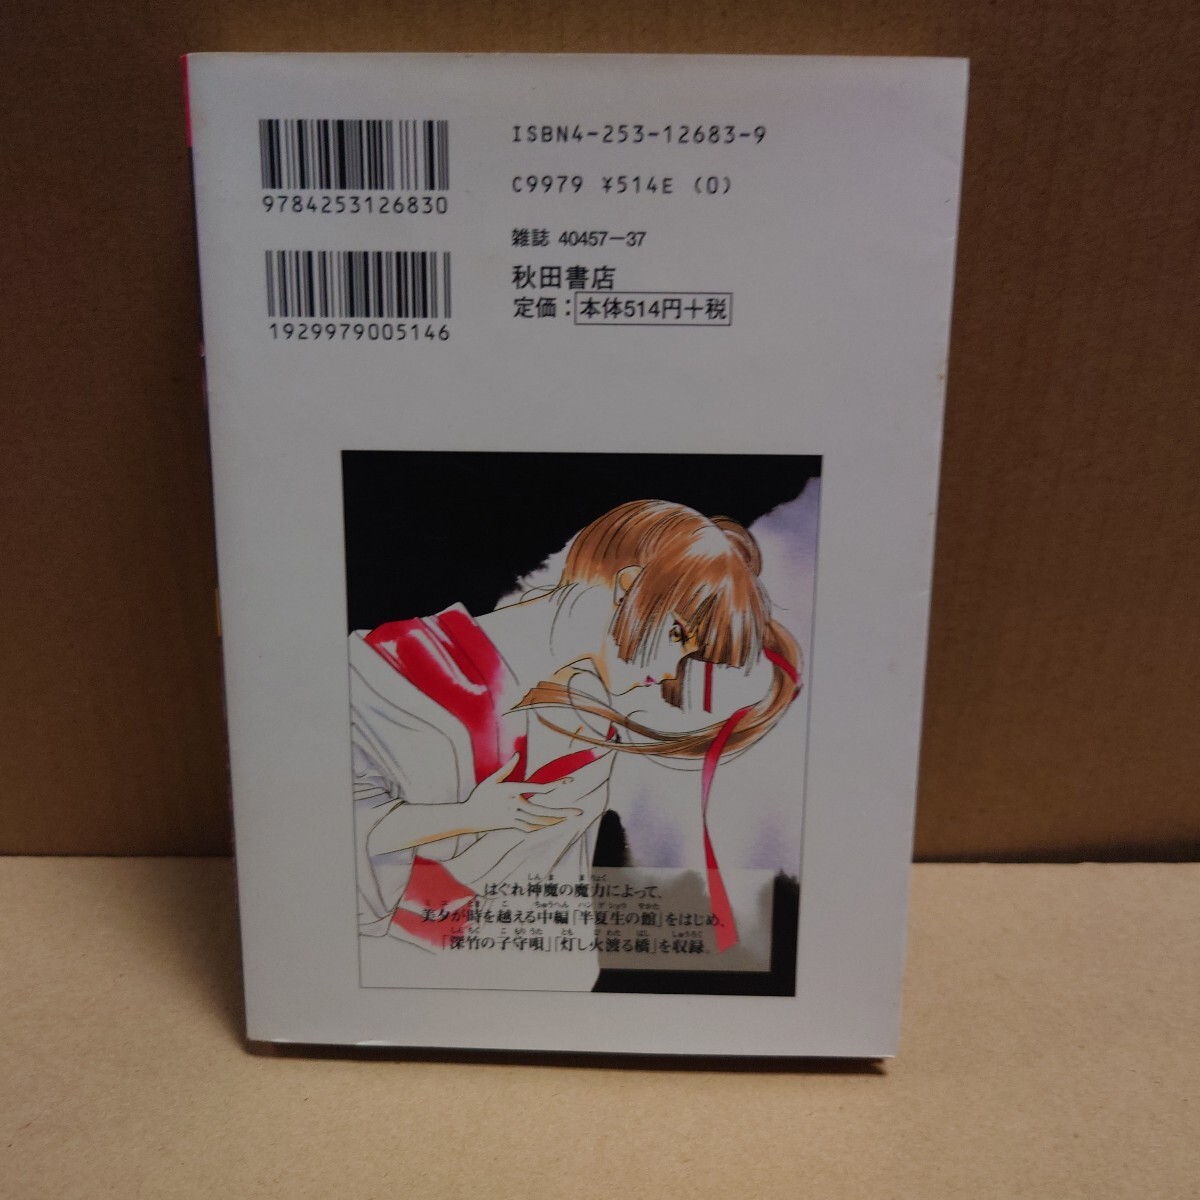 ISBN4-253-12683-9
C9979 ¥514E (0)
9784253126830
雑誌 40457-37
秋田書店
定価：本体514円+税
1929979005146
はぐれ神魔の魔力によって、
美夕が時を越える中編「半夏生の館」をはじめ、
「深竹の子守唄」「灯し火渡る橋」を収録。